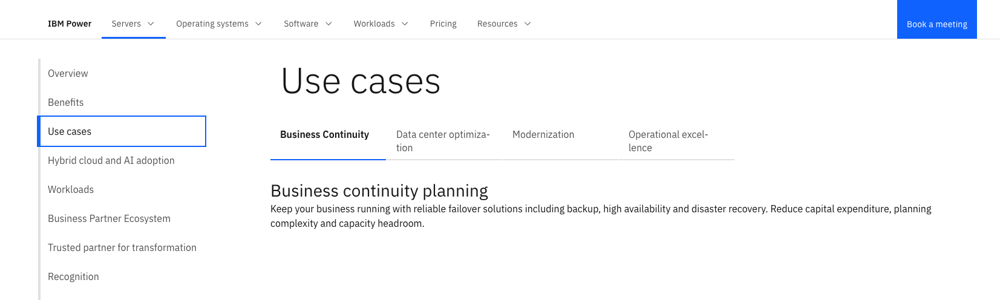 IBM Power
Servers
Operating systems
Software
Workloads
Pricing
Resources
Book a meeting
Overview
Benefits
Use cases
Hybrid cloud and AI adoption
Workloads
Business Partner Ecosystem
Trusted partner for transformation
Recognition
Use cases
Business Continuity
Data center optimiza-
tion
Modernization
Operational excel-
lence
Business continuity planning
Keep your business running with reliable failover solutions including backup, high availability and disaster recovery. Reduce capital expenditure, planning
complexity and capacity headroom.